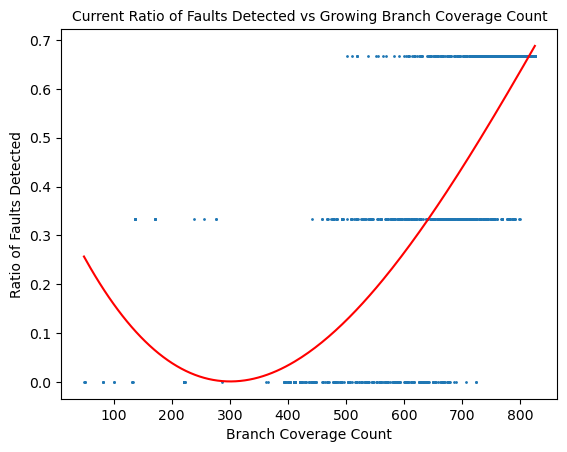 Current Ratio of Faults Detected vs Growing Branch Coverage Count
0.7
0.6
0.5
0.4
0.3
0.2
0.1
0.0
Ratio of Faults Detected
100 200 300 400 500 600 700 800
Branch Coverage Count